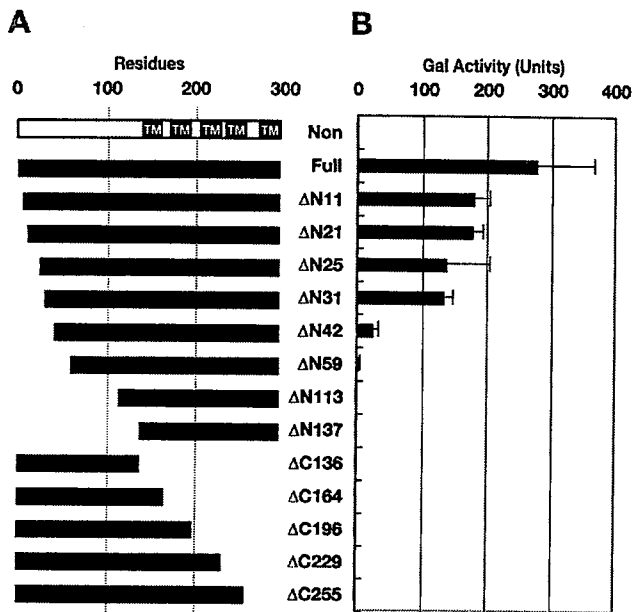 A
B
Residues
Gal Activity (Units)
0 100 200 300
0 100 200 300 400
TM TM TM TM TM
Non
Full
ΔN11
ΔN21
ΔN25
ΔN31
ΔN42
ΔN59
ΔN113
ΔN137
ΔC136
ΔC164
ΔC196
ΔC229
ΔC255